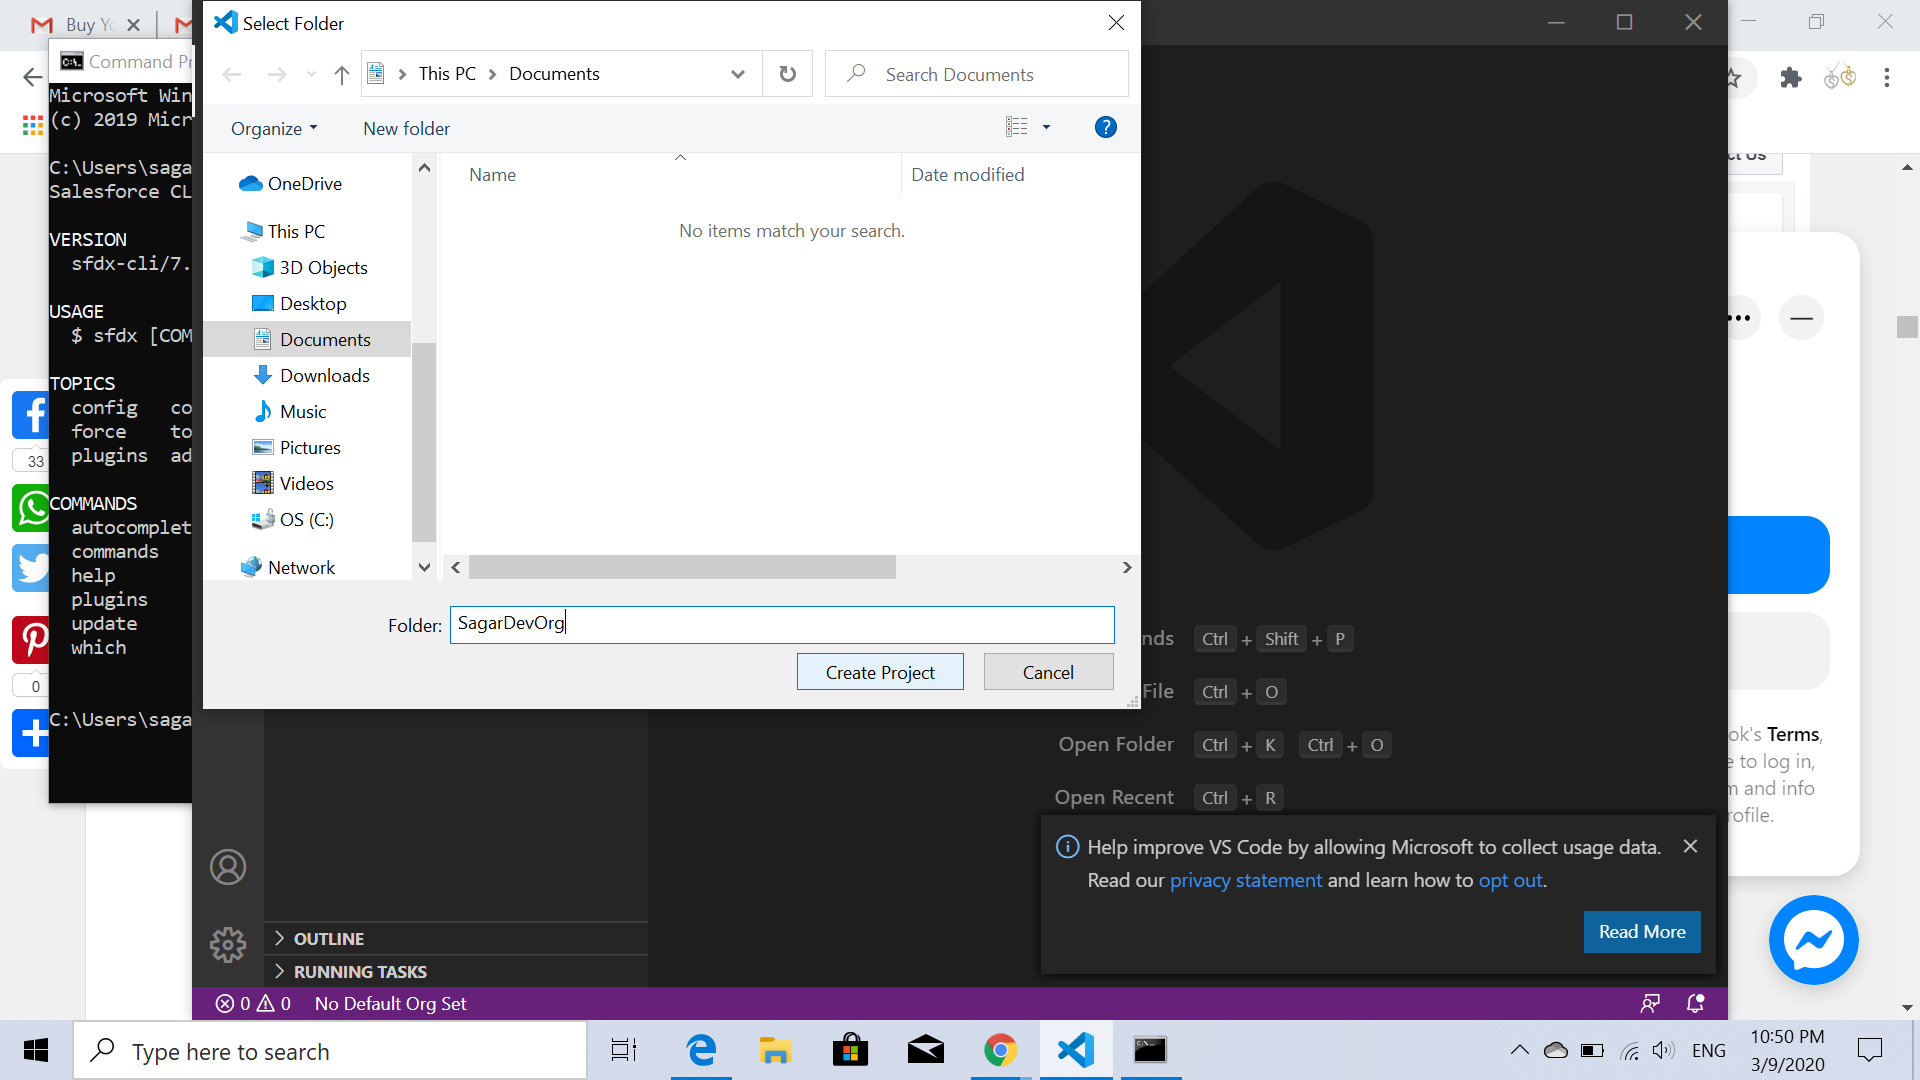 Buy
Command Pr
Microsoft Win
(c) 2019 Micr
C:\Users\saga
Salesforce CL
VERSION
sfdx-cli/7.
USAGE
$ sfdx [COM
TOPICS
config co
force to
plugins ad
COMMANDS
autocomplet
commands
help
plugins
update
which
C:\Users\saga
33
0
Select Folder
This PC > Documents
Search Documents
Organize
New folder
Name
Date modified
No items match your search.
OneDrive
This PC
3D Objects
Desktop
Documents
Downloads
Music
Pictures
Videos
OS (C:)
Network
Folder: SagarDevOrg
Create Project
Cancel
nds Ctrl + Shift + P
File Ctrl + O
Open Folder Ctrl + K Ctrl + O
Open Recent Ctrl + R
Help improve VS Code by allowing Microsoft to collect usage data.
Read our privacy statement and learn how to opt out.
Read More
OUTLINE
RUNNING TASKS
0 0 No Default Org Set
ct Us
ok's Terms,
e to log in,
n and info
rofile.
Type here to search
ENG
10:50 PM
3/9/2020